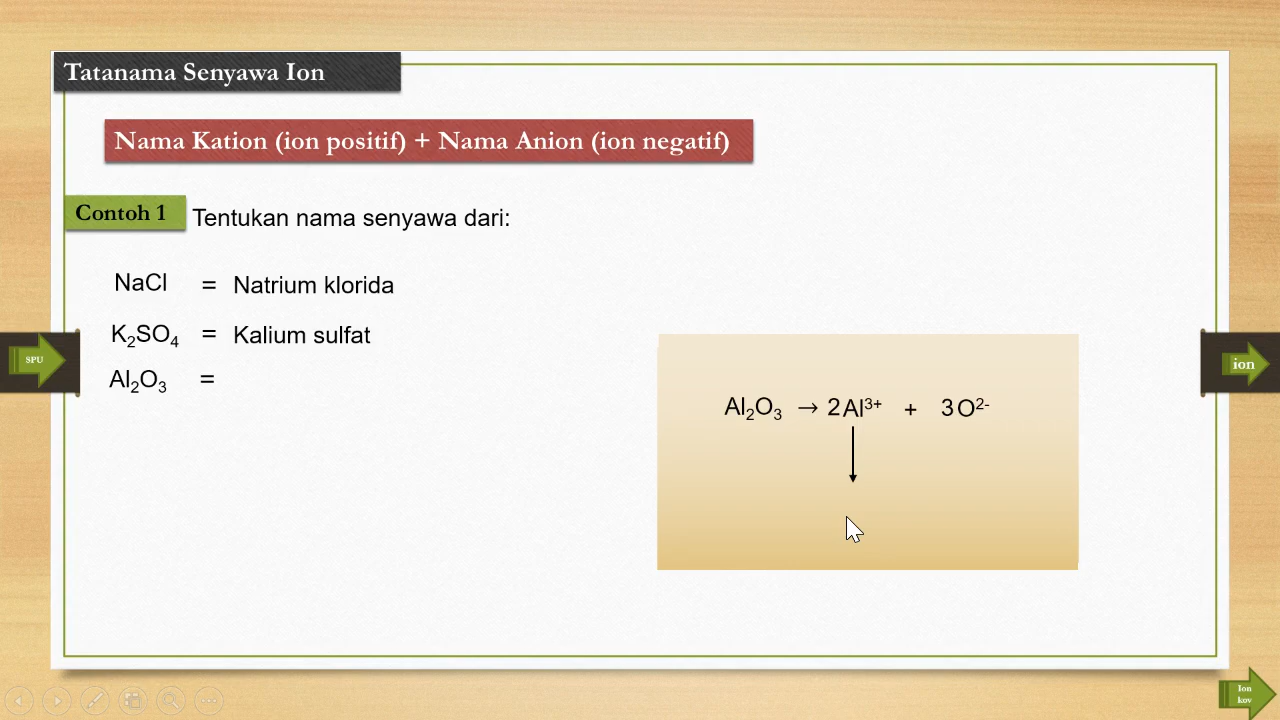 Tatanama Senyawa Ion
Nama Kation (ion positif) + Nama Anion (ion negatif)
Contoh 1 Tentukan nama senyawa dari:
NaCl = Natrium klorida
K₂SO₄ = Kalium sulfat
Al₂O₃ =
SPU
ion
Al₂O₃ → 2Al³⁺ + 3O²⁻
Ion
kov